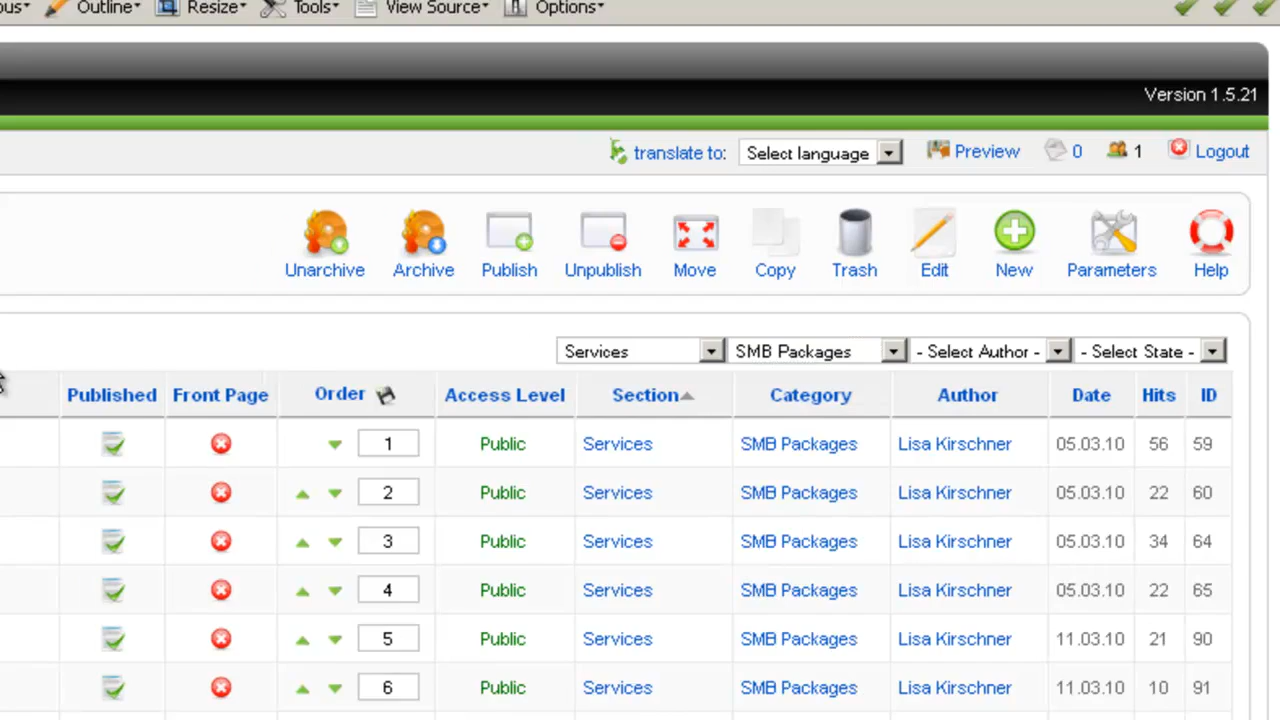 ous Outline Resize Tools View Source Options
Version 1.5.21
translate to: Select language Preview 0 1 Logout
Unarchive Archive Publish Unpublish Move Copy Trash Edit New Parameters Help
Services SMB Packages - Select Author - - Select State -
Published Front Page Order Access Level Section Category Author Date Hits ID
1 Public Services SMB Packages Lisa Kirschner 05.03.10 56 59
2 Public Services SMB Packages Lisa Kirschner 05.03.10 22 60
3 Public Services SMB Packages Lisa Kirschner 05.03.10 34 64
4 Public Services SMB Packages Lisa Kirschner 05.03.10 22 65
5 Public Services SMB Packages Lisa Kirschner 11.03.10 21 90
6 Public Services SMB Packages Lisa Kirschner 11.03.10 10 91